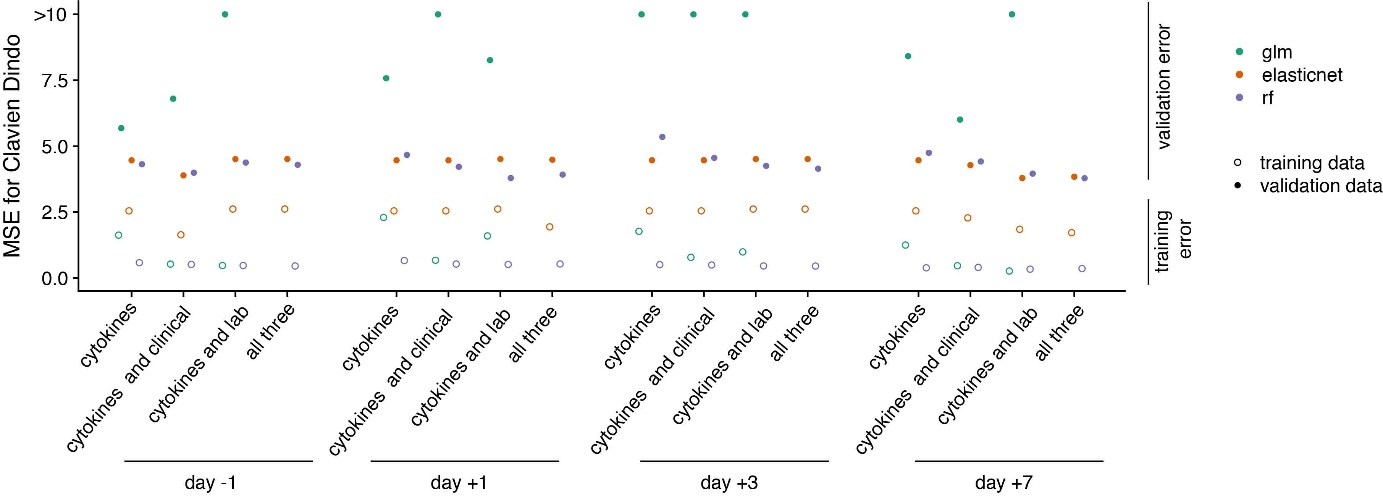 MSE for Clavien Dindo
>10
7.5
5.0
2.5
0.0
cytokines
cytokines and clinical
cytokines and lab
all three
cytokines
cytokines and clinical
cytokines and lab
all three
cytokines
cytokines and clinical
cytokines and lab
all three
cytokines
cytokines and clinical
cytokines and lab
all three
day -1
day +1
day +3
day +7
validation error
training
error
glm
elasticnet
rf
training data
validation data